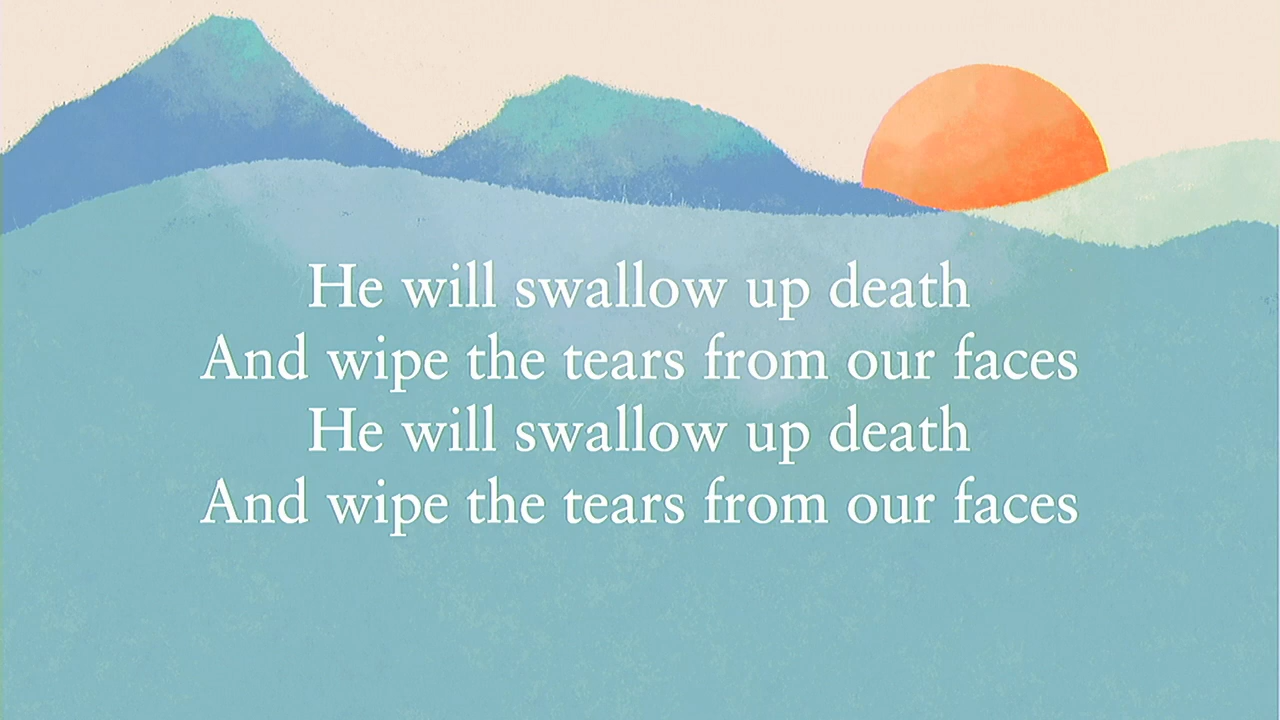 He will swallow up death
And wipe the tears from our faces
He will swallow up death
And wipe the tears from our faces